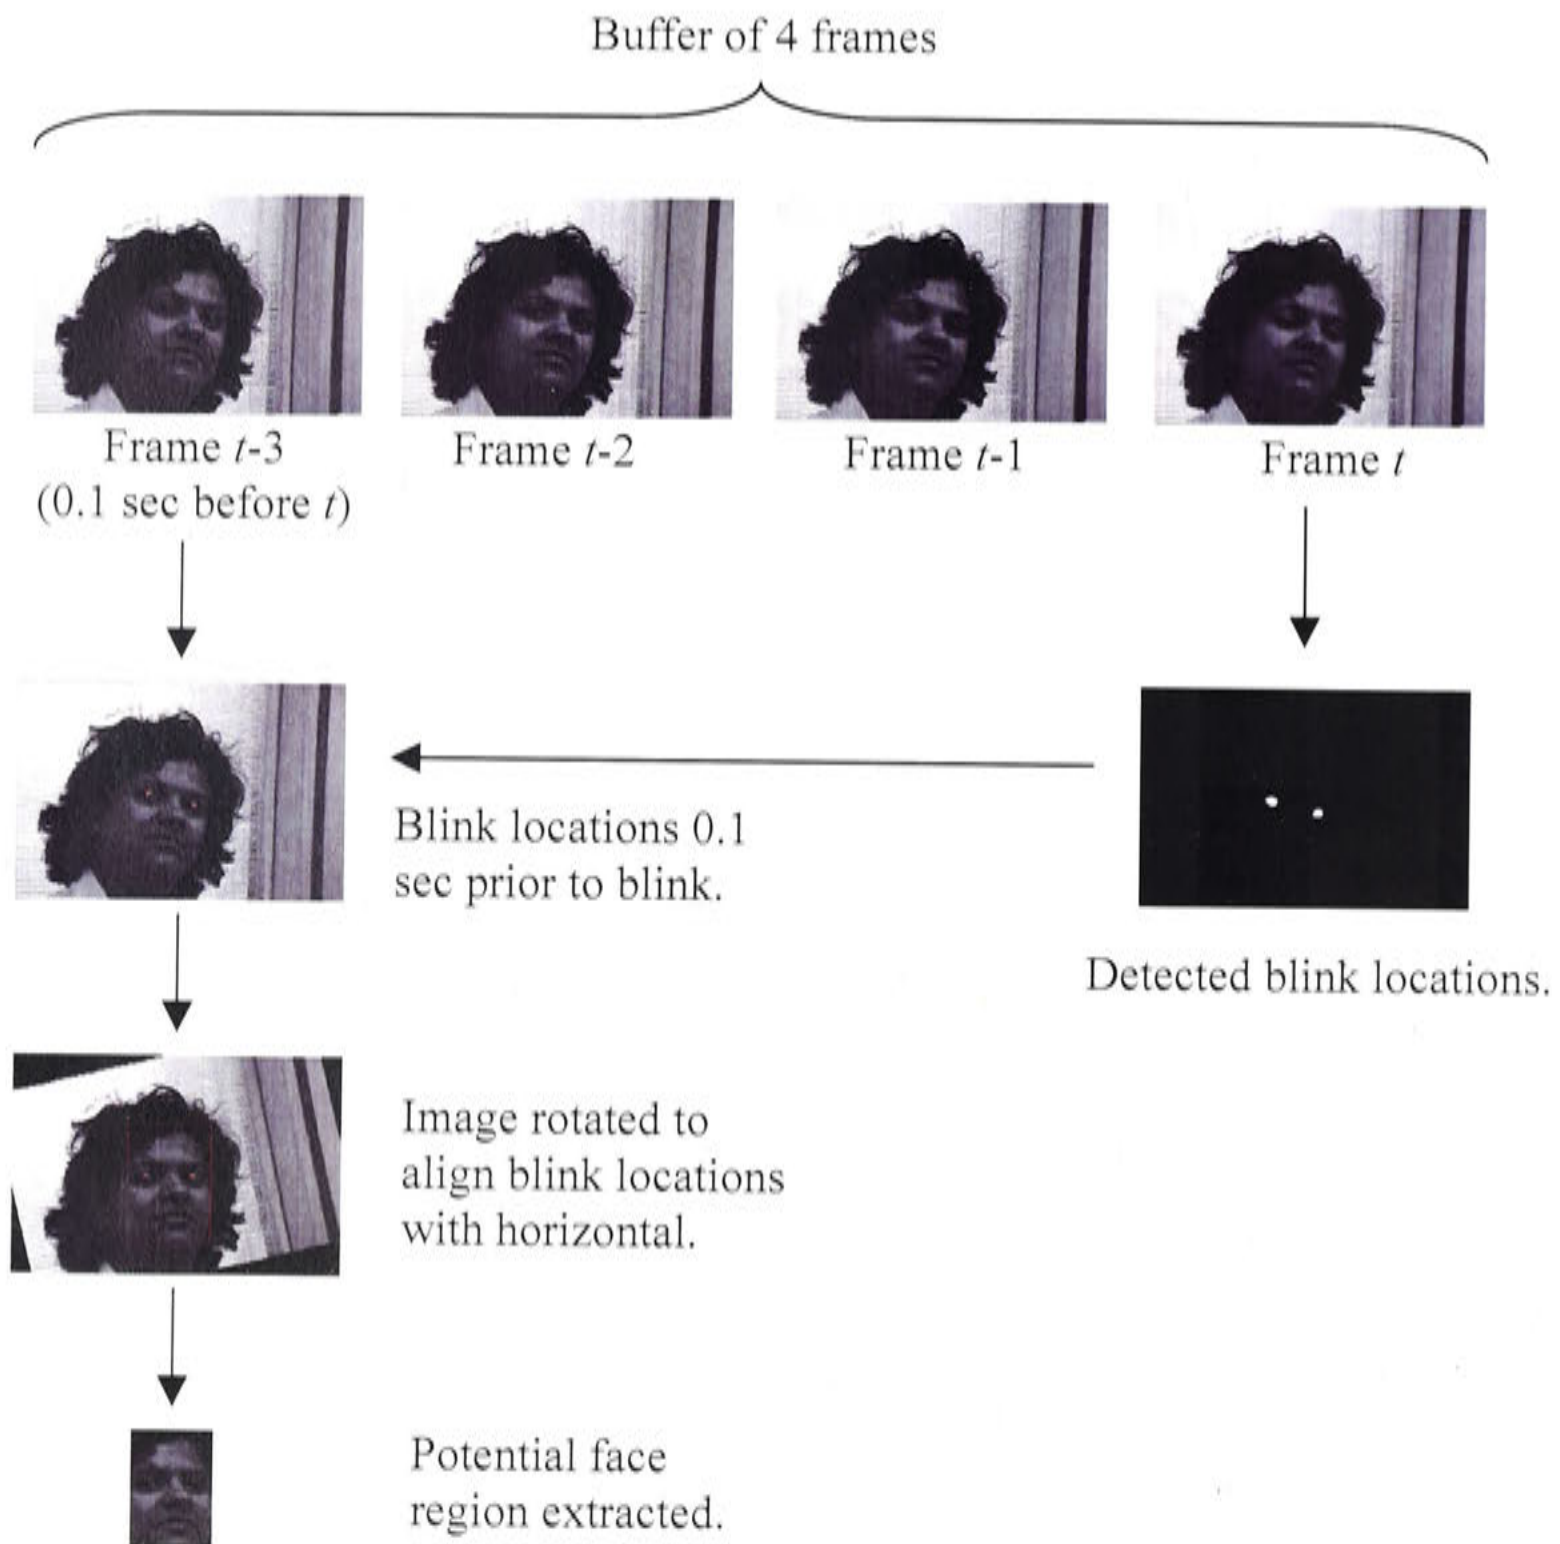 Buffer of 4 frames
Frame t-3
(0.1 sec before t)
Frame t-2
Frame t-1
Frame t
Blink locations 0.1
sec prior to blink.
Detected blink locations.
Image rotated to
align blink locations
with horizontal.
Potential face
region extracted.